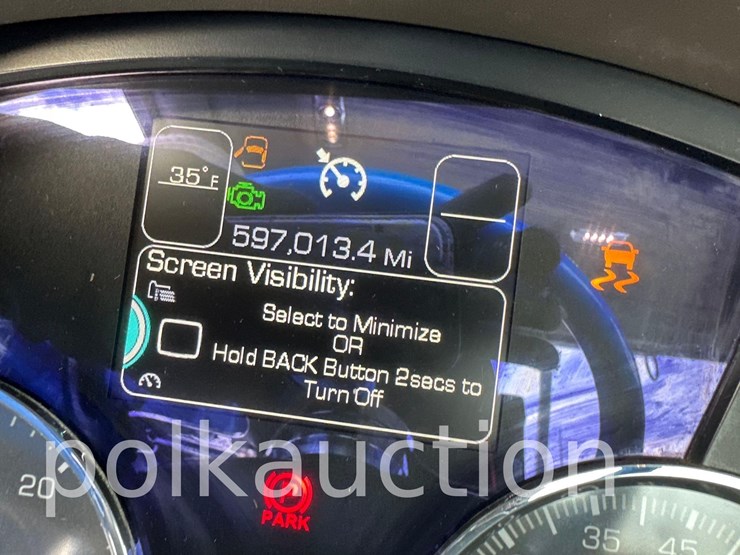 35°F
597,013.4 Mi
Screen Visibility:
Select to Minimize
OR
Hold BACK Button 2secs to
Turn Off
polkauction
20
PARK
35
45